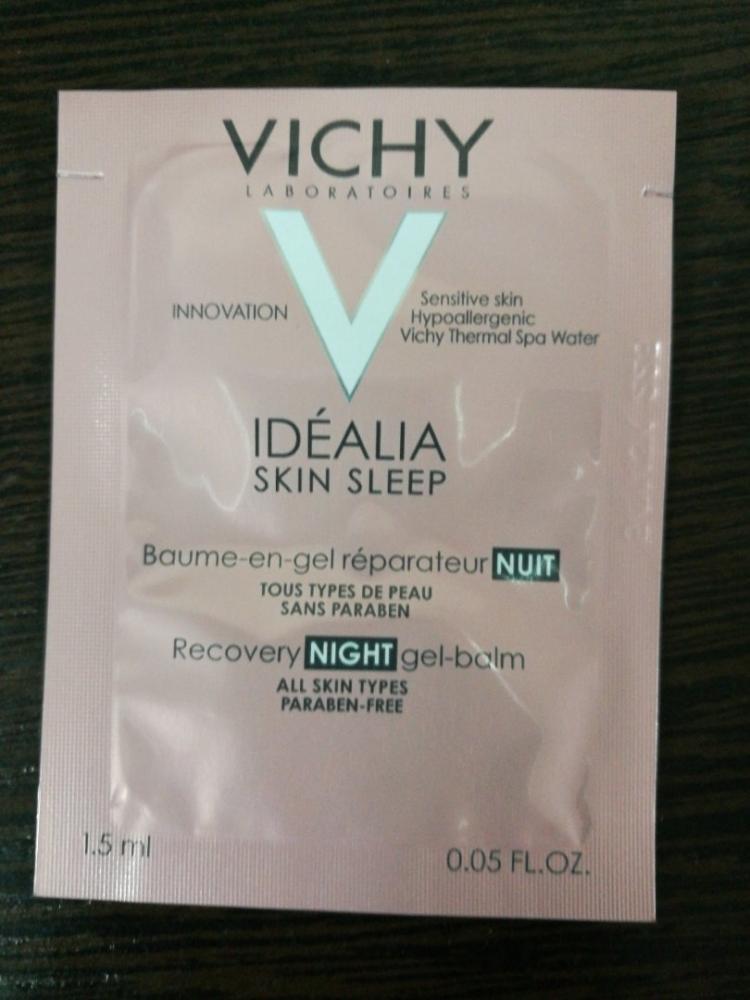 VICHY
LABORATOIRES
INNOVATION
Sensitive skin
Hypoallergenic
Vichy Thermal Spa Water
IDÉALIA
SKIN SLEEP
Baume-en-gel réparateur NUIT
TOUS TYPES DE PEAU
SANS PARABEN
Recovery NIGHT gel-balm
ALL SKIN TYPES
PARABEN-FREE
1.5 ml
0.05 FL.OZ.